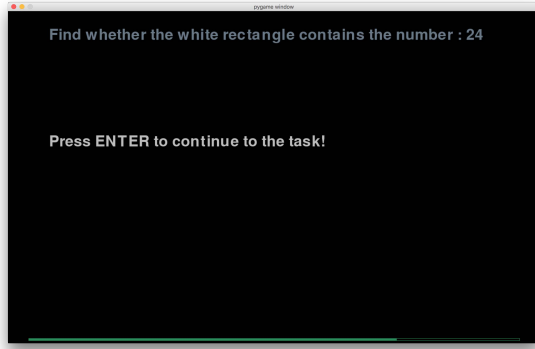 pygame window
Find whether the white rectangle contains the number : 24
Press ENTER to continue to the task!